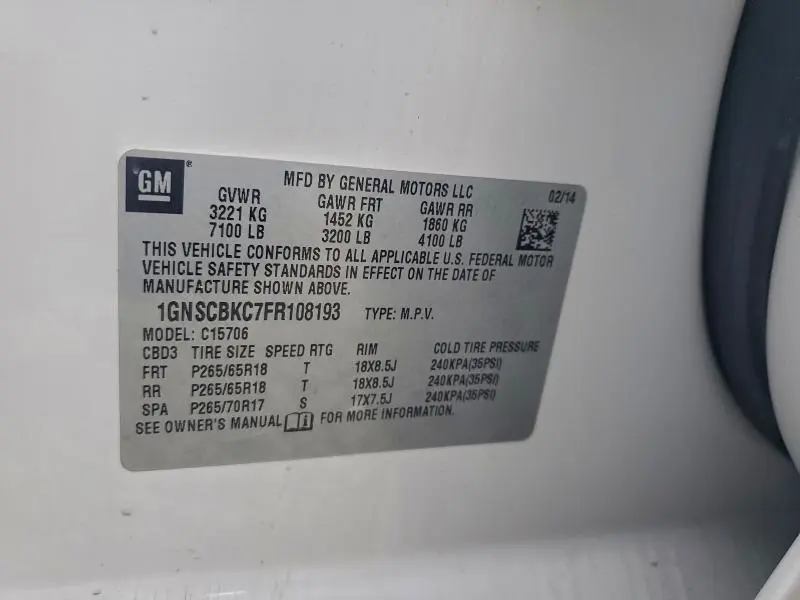 GM ®
MFD BY GENERAL MOTORS LLC 02/14
GVWR GAWR FRT GAWR RR
3221 KG 1452 KG 1860 KG
7100 LB 3200 LB 4100 LB
THIS VEHICLE CONFORMS TO ALL APPLICABLE U.S. FEDERAL MOTOR
VEHICLE SAFETY STANDARDS IN EFFECT ON THE DATE OF
MANUFACTURE SHOWN ABOVE.
1GNSCBKC7FR108193 TYPE: M.P.V.
MODEL: C15706
CBD3 TIRE SIZE SPEED RTG RIM COLD TIRE PRESSURE
FRT P265/65R18 T 18X8.5J 240KPA(35PSI)
RR P265/65R18 T 18X8.5J 240KPA(35PSI)
SPA P265/70R17 S 17X7.5J 240KPA(35PSI)
SEE OWNER'S MANUAL i FOR MORE INFORMATION.